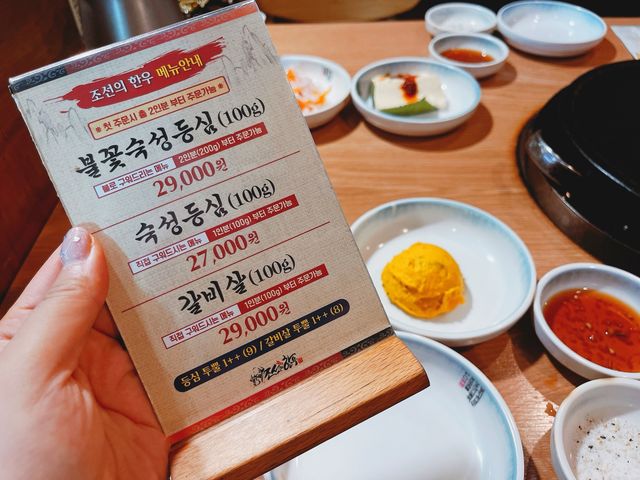 조선의 한우 메뉴안내
※ 첫 주문시 총 2인분 부터 주문가능 ※
불꽃숙성등심 (100g)
불로 구워드리는 메뉴 2인분(200g) 부터 주문가능
29,000원
숙성등심 (100g)
직접 구워드시는 메뉴 1인분(100g) 부터 주문가능
27,000원
갈비살 (100g)
직접 구워드시는 메뉴 1인분(100g) 부터 주문가능
29,000원
등심 투뿔 1++ (9) / 갈비살 투뿔 1++ (8)